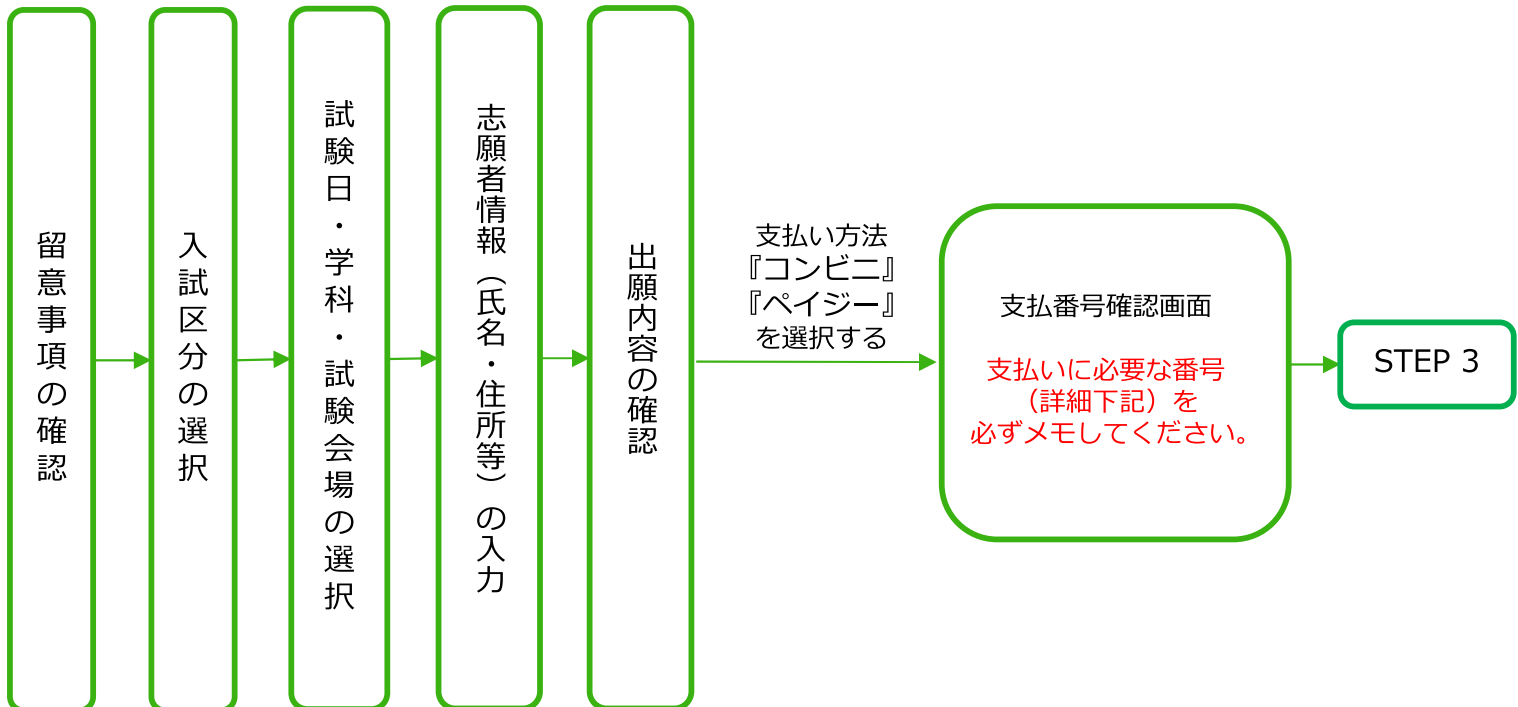 留意事項の確認
入試区分の選択
試験日・学科・試験会場の選択
志願者情報（氏名・住所等）の入力
出願内容の確認
支払い方法
『コンビニ』
『ペイジー』
を選択する
支払番号確認画面
支払いに必要な番号
（詳細下記）を
必ずメモしてください。
STEP 3